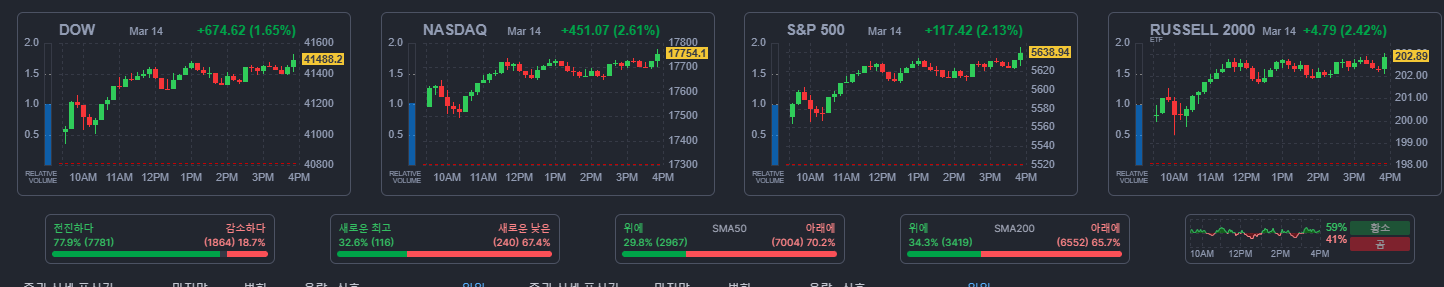 DOW Mar 14 +674.62 (1.65%)
2.0 41600
41488.2
1.5 41400
1.0 41200
0.5 41000
40800
RELATIVE VOLUME 10AM 11AM 12PM 1PM 2PM 3PM 4PM
NASDAQ Mar 14 +451.07 (2.61%)
2.0 17800
17754.1
1.5 17700
1.0 17600
17500
0.5 17400
17300
RELATIVE VOLUME 10AM 11AM 12PM 1PM 2PM 3PM 4PM
S&P 500 Mar 14 +117.42 (2.13%)
2.0 5638.94
1.5 5620
5600
1.0 5580
0.5 5560
5540
5520
RELATIVE VOLUME 10AM 11AM 12PM 1PM 2PM 3PM 4PM
RUSSELL 2000 Mar 14 +4.79 (2.42%)
ETF
2.0 202.89
1.5 202.00
1.0 201.00
200.00
0.5 199.00
198.00
RELATIVE VOLUME 10AM 11AM 12PM 1PM 2PM 3PM 4PM
전진하다 감소하다
77.9% (7781) (1864) 18.7%
새로운 최고 새로운 낮은
32.6% (116) (240) 67.4%
위에 SMA50 아래에
29.8% (2967) (7004) 70.2%
위에 SMA200 아래에
34.3% (3419) (6552) 65.7%
59% 황소
41% 곰
10AM 12PM 2PM 4PM